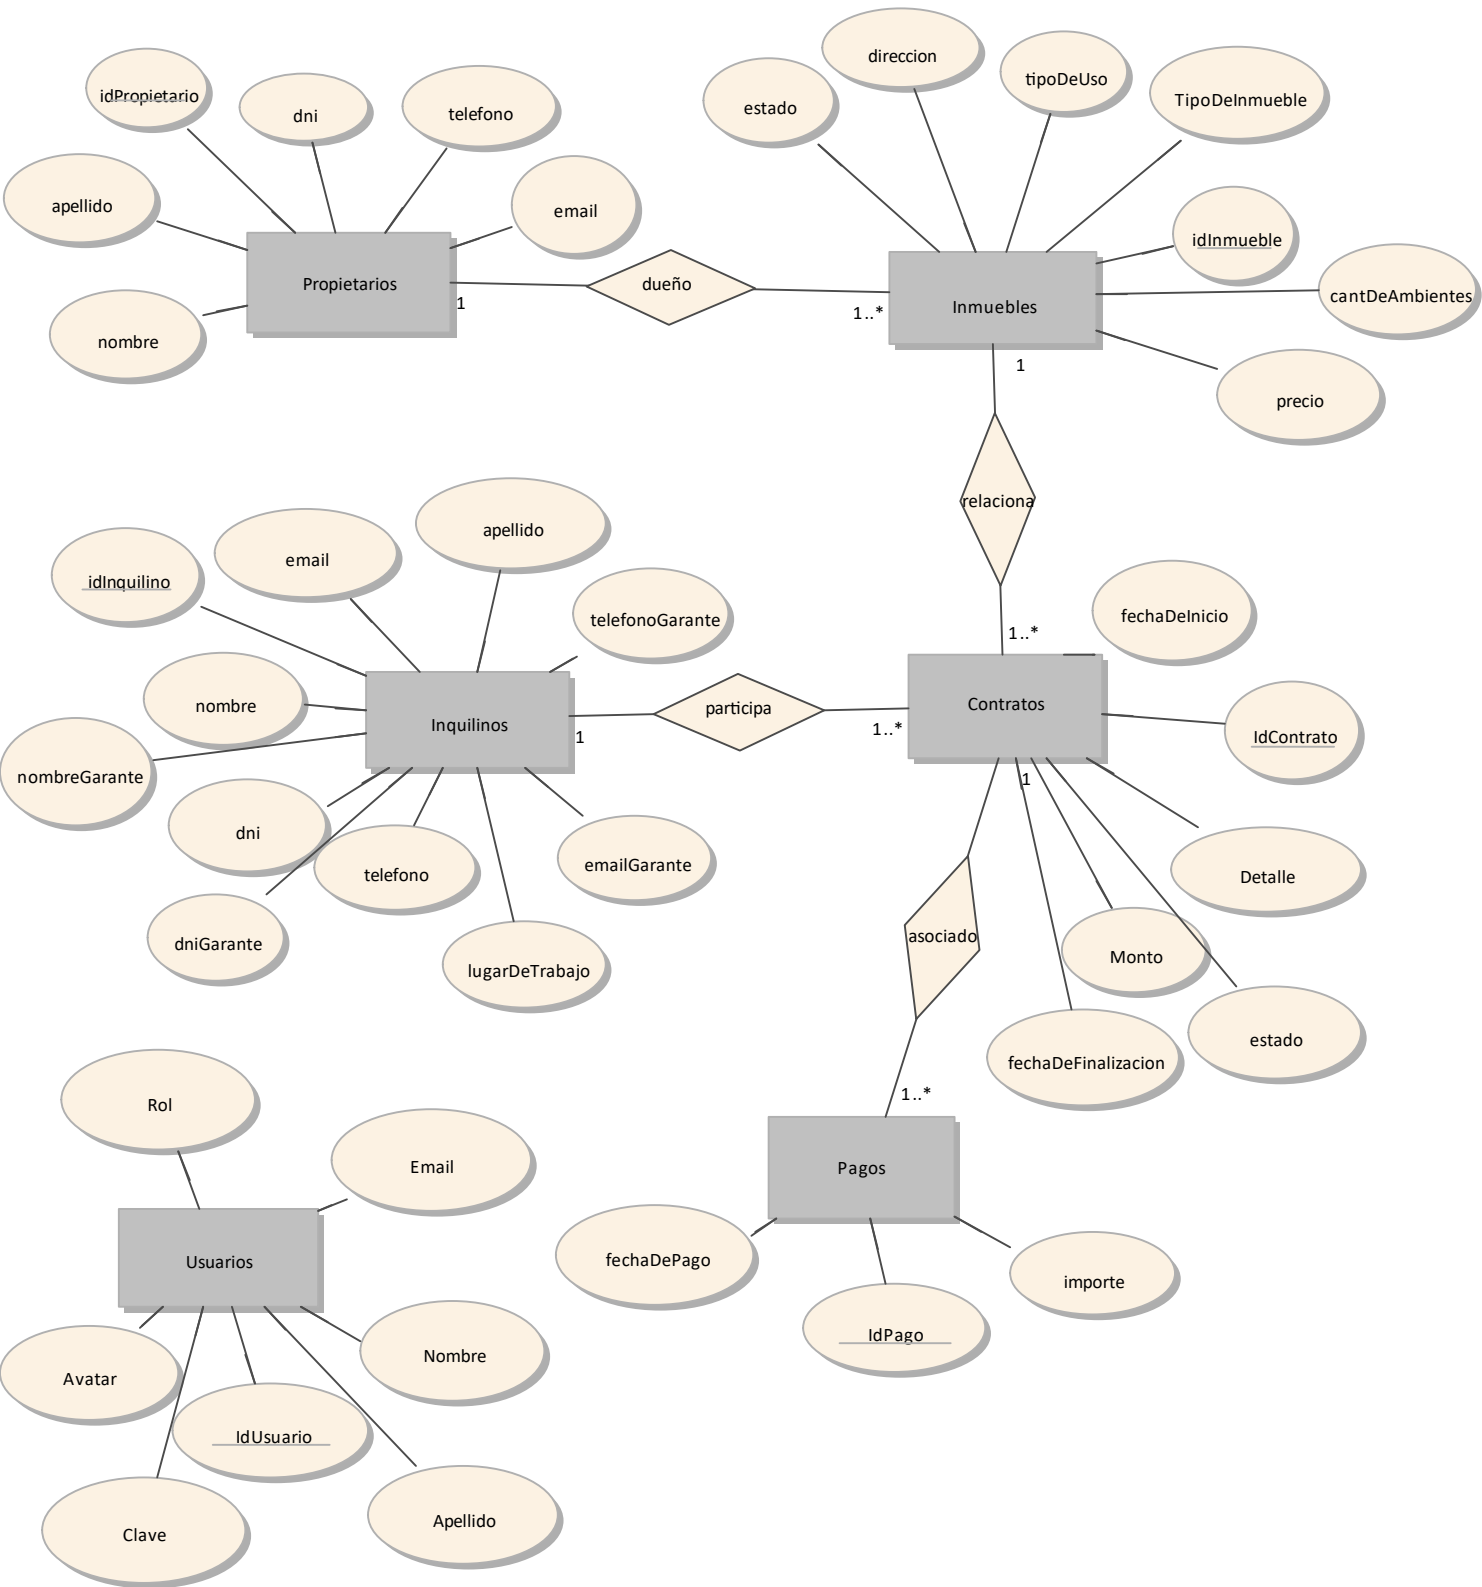 direccion
tipoDeUso
idPropietario
TipoDeInmueble
estado
dni
telefono
apellido
email
idInmueble
Propietarios
dueño
Inmuebles
cantDeAmbientes
1
1..*
nombre
1
precio
relaciona
apellido
email
idInquilino
telefonoGarante
fechaDeInicio
1..*
nombre
Inquilinos
participa
Contratos
1
1..*
IdContrato
nombreGarante
1
dni
telefono
emailGarante
Detalle
dniGarante
asociado
lugarDeTrabajo
Monto
estado
fechaDeFinalizacion
1..*
Rol
Email
Pagos
Usuarios
fechaDePago
importe
IdPago
Nombre
Avatar
IdUsuario
Apellido
Clave